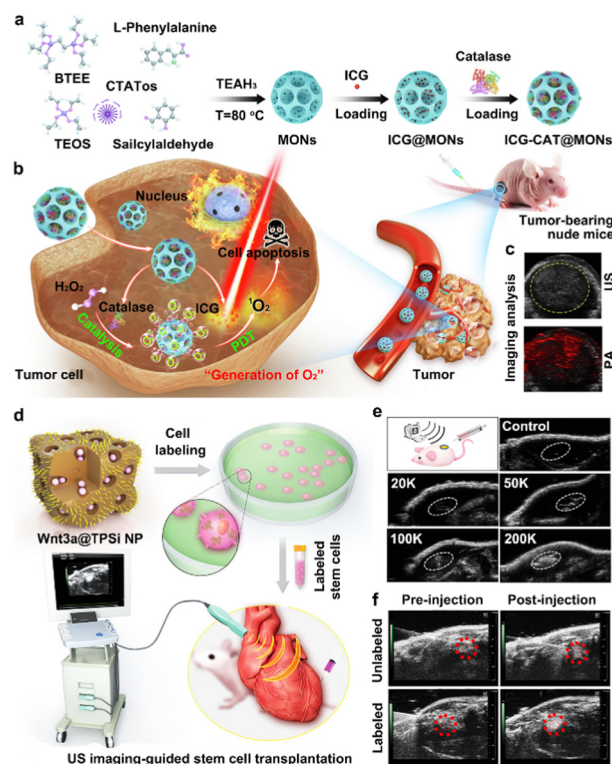 a
L-Phenylalanine
BTEE
CTATos
TEOS
Sailcylaldehyde
TEAH₃
T=80 °C
MONs
ICG
Loading
ICG@MONs
Catalase
Loading
ICG-CAT@MONs
b
Nucleus
Cell apoptosis
H₂O₂
Catalase
ICG
¹O₂
Catalysis
PDT
Tumor cell
"Generation of O₂"
Tumor
Tumor-bearing
nude mice
c
Imaging analysis
US
PA
d
Cell
labeling
Wnt3a@TPSi NP
Labeled
stem cells
US imaging-guided stem cell transplantation
e
Control
20K
50K
100K
200K
f
Pre-injection
Post-injection
Unlabeled
Labeled